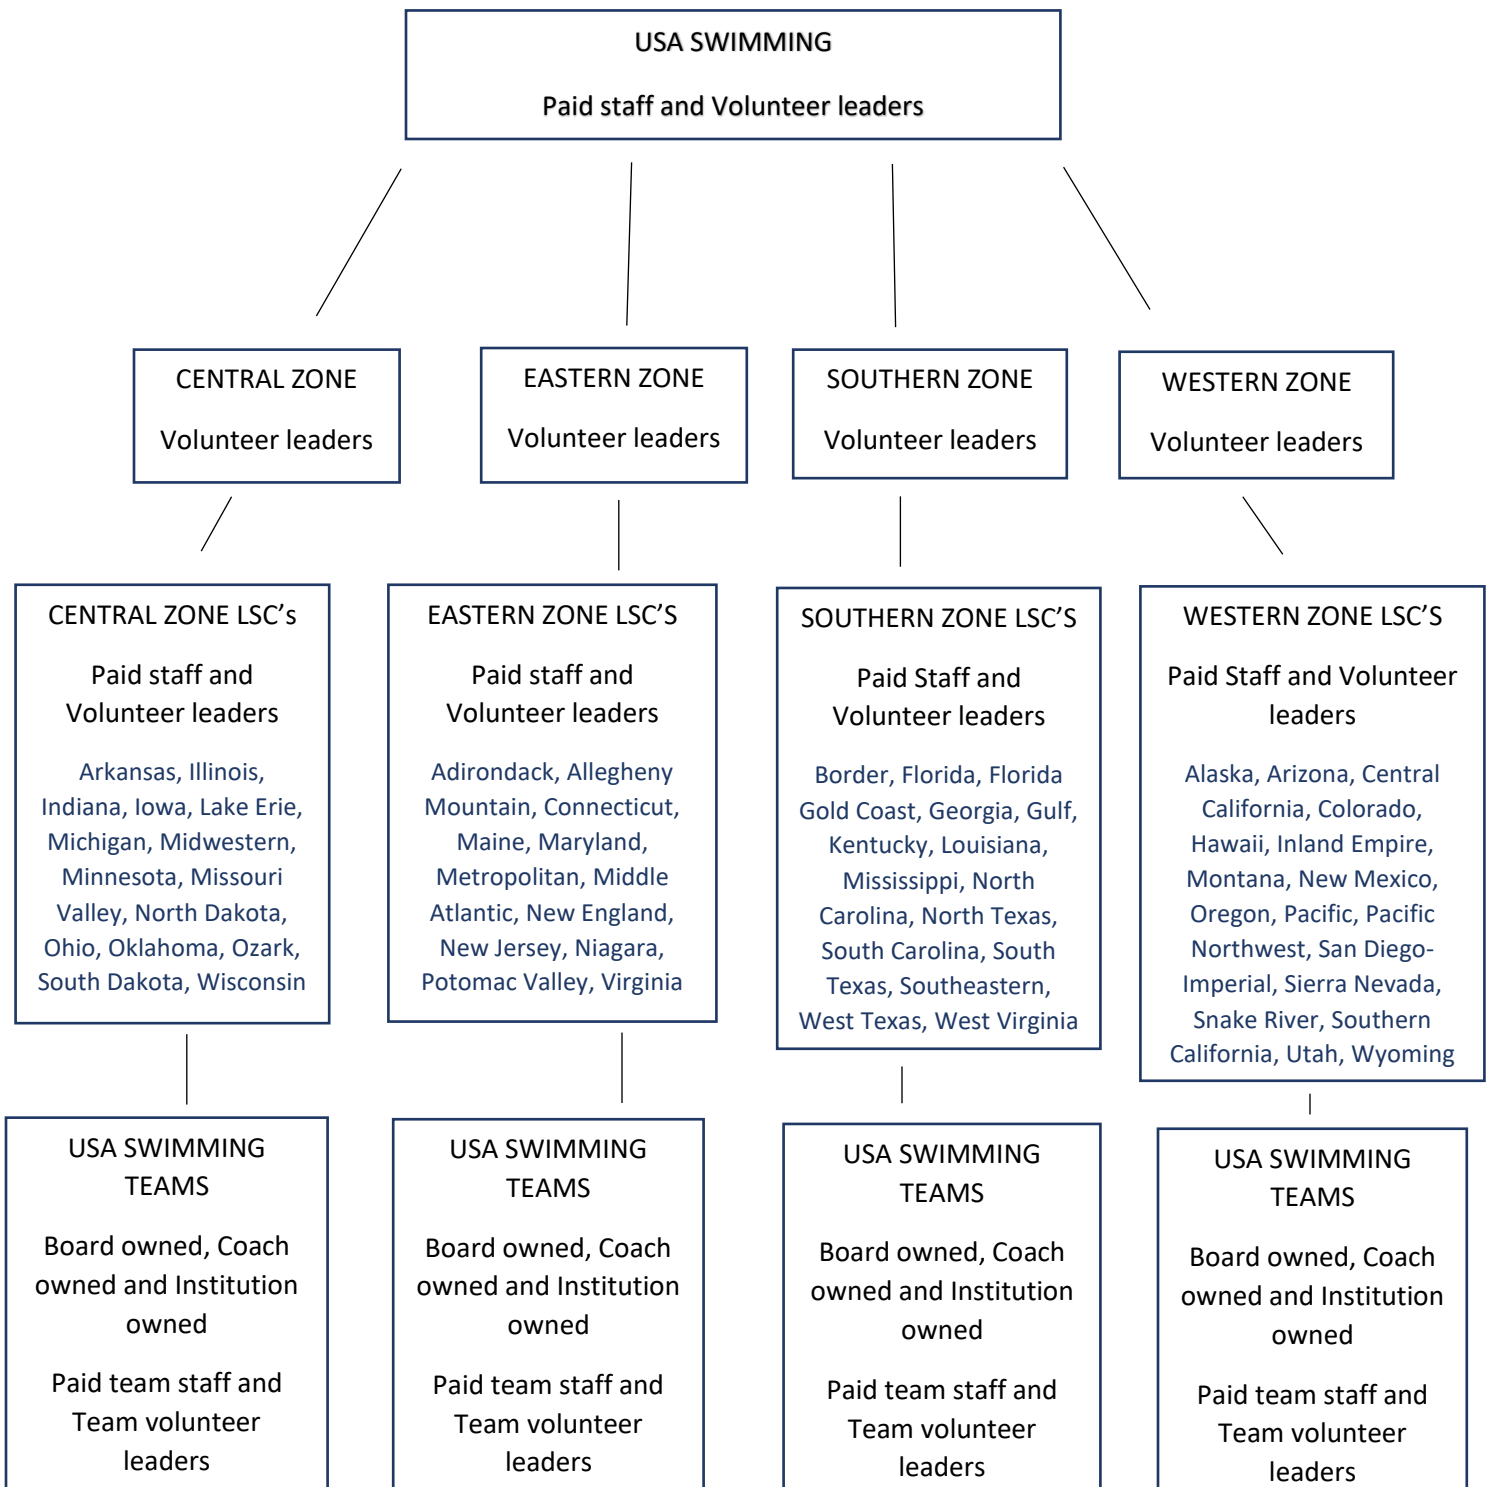 USA SWIMMING
Paid staff and Volunteer leaders
CENTRAL ZONE
Volunteer leaders
EASTERN ZONE
Volunteer leaders
SOUTHERN ZONE
Volunteer leaders
WESTERN ZONE
Volunteer leaders
CENTRAL ZONE LSC’s
Paid staff and
Volunteer leaders
Arkansas, Illinois,
Indiana, Iowa, Lake Erie,
Michigan, Midwestern,
Minnesota, Missouri
Valley, North Dakota,
Ohio, Oklahoma, Ozark,
South Dakota, Wisconsin
EASTERN ZONE LSC’S
Paid staff and
Volunteer leaders
Adirondack, Allegheny
Mountain, Connecticut,
Maine, Maryland,
Metropolitan, Middle
Atlantic, New England,
New Jersey, Niagara,
Potomac Valley, Virginia
SOUTHERN ZONE LSC’S
Paid Staff and
Volunteer leaders
Border, Florida, Florida
Gold Coast, Georgia, Gulf,
Kentucky, Louisiana,
Mississippi, North
Carolina, North Texas,
South Carolina, South
Texas, Southeastern,
West Texas, West Virginia
WESTERN ZONE LSC’S
Paid Staff and Volunteer
leaders
Alaska, Arizona, Central
California, Colorado,
Hawaii, Inland Empire,
Montana, New Mexico,
Oregon, Pacific, Pacific
Northwest, San Diego-
Imperial, Sierra Nevada,
Snake River, Southern
California, Utah, Wyoming
USA SWIMMING
TEAMS
Board owned, Coach
owned and Institution
owned
Paid team staff and
Team volunteer
leaders
USA SWIMMING
TEAMS
Board owned, Coach
owned and Institution
owned
Paid team staff and
Team volunteer
leaders
USA SWIMMING
TEAMS
Board owned, Coach
owned and Institution
owned
Paid team staff and
Team volunteer
leaders
USA SWIMMING
TEAMS
Board owned, Coach
owned and Institution
owned
Paid team staff and
Team volunteer
leaders